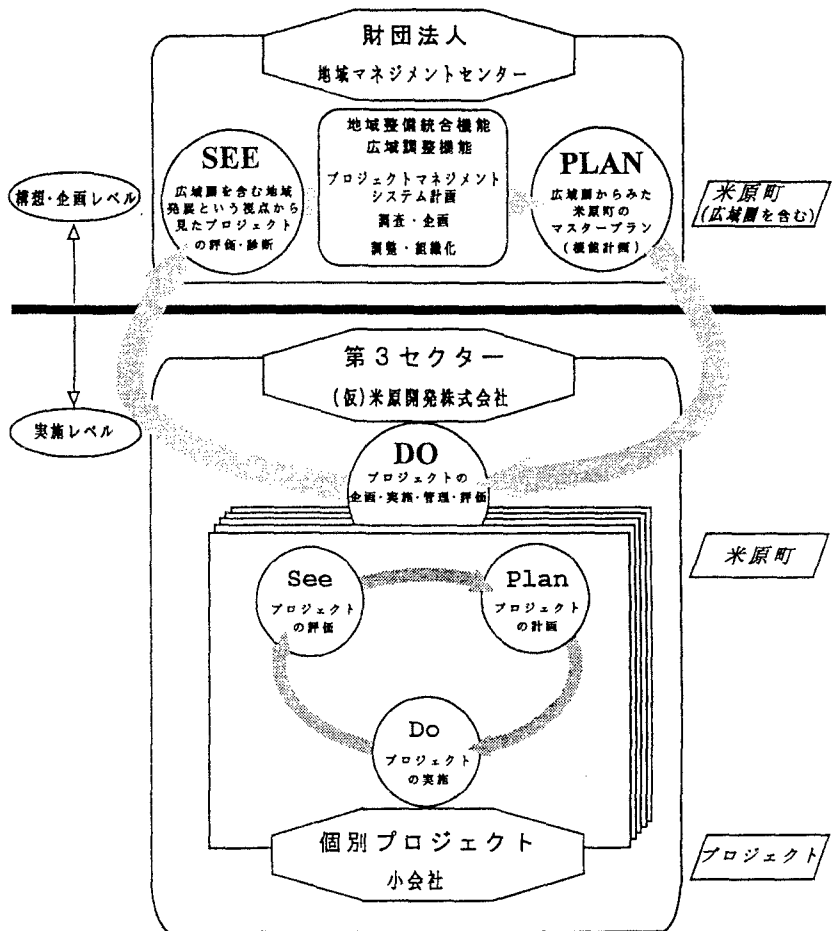 財団法人
地域マネジメントセンター
地域整備統合機能
広域調整機能
プロジェクトマネジメント
システム計画
調査・企画
調整・組織化
SEE
広域圏を含む地域
発展という視点から
見たプロジェクト
の評価・診断
PLAN
広域圏からみた
米原町の
マスタープラン
(機能計画)
構想・企画レベル
米原町
(広域圏を含む)
実施レベル
第3セクター
(仮)米原開発株式会社
DO
プロジェクトの
企画・実施・管理・評価
See
プロジェクト
の評価
Plan
プロジェクト
の計画
Do
プロジェクト
の実施
米原町
個別プロジェクト
小会社
プロジェクト